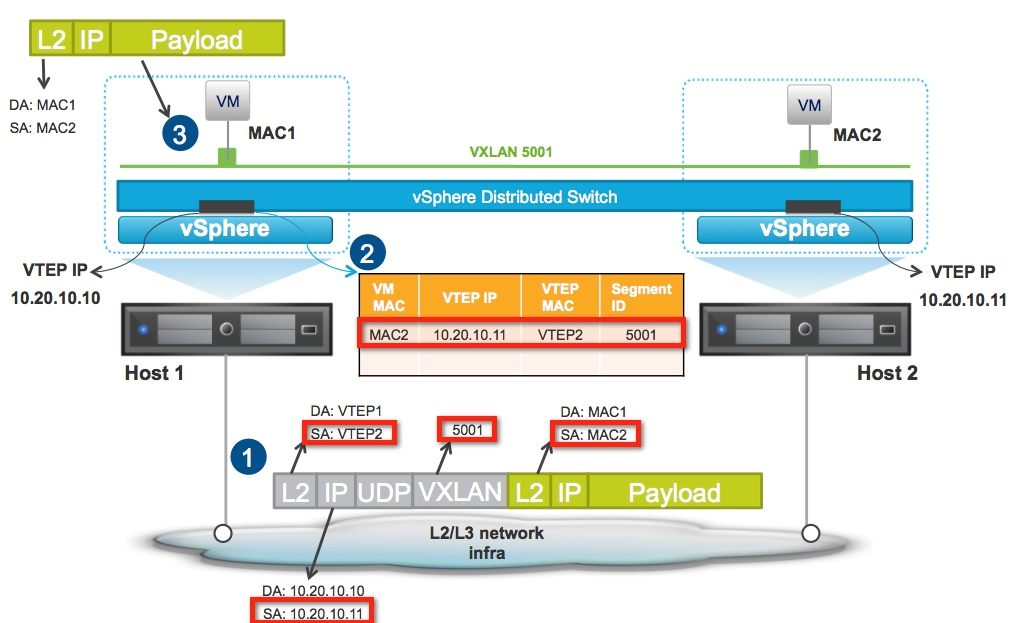 L2 IP Payload
DA: MAC1
SA: MAC2
3
VM
MAC1
VM
MAC2
VXLAN 5001
vSphere Distributed Switch
vSphere
vSphere
2
VTEP IP
10.20.10.10
VTEP IP
10.20.10.11
VM MAC
VTEP IP
VTEP MAC
Segment ID
MAC2 10.20.10.11 VTEP2 5001
Host 1
Host 2
DA: VTEP1
SA: VTEP2
5001
DA: MAC1
SA: MAC2
1
L2 IP UDP VXLAN L2 IP Payload
L2/L3 network
infra
DA: 10.20.10.10
SA: 10.20.10.11